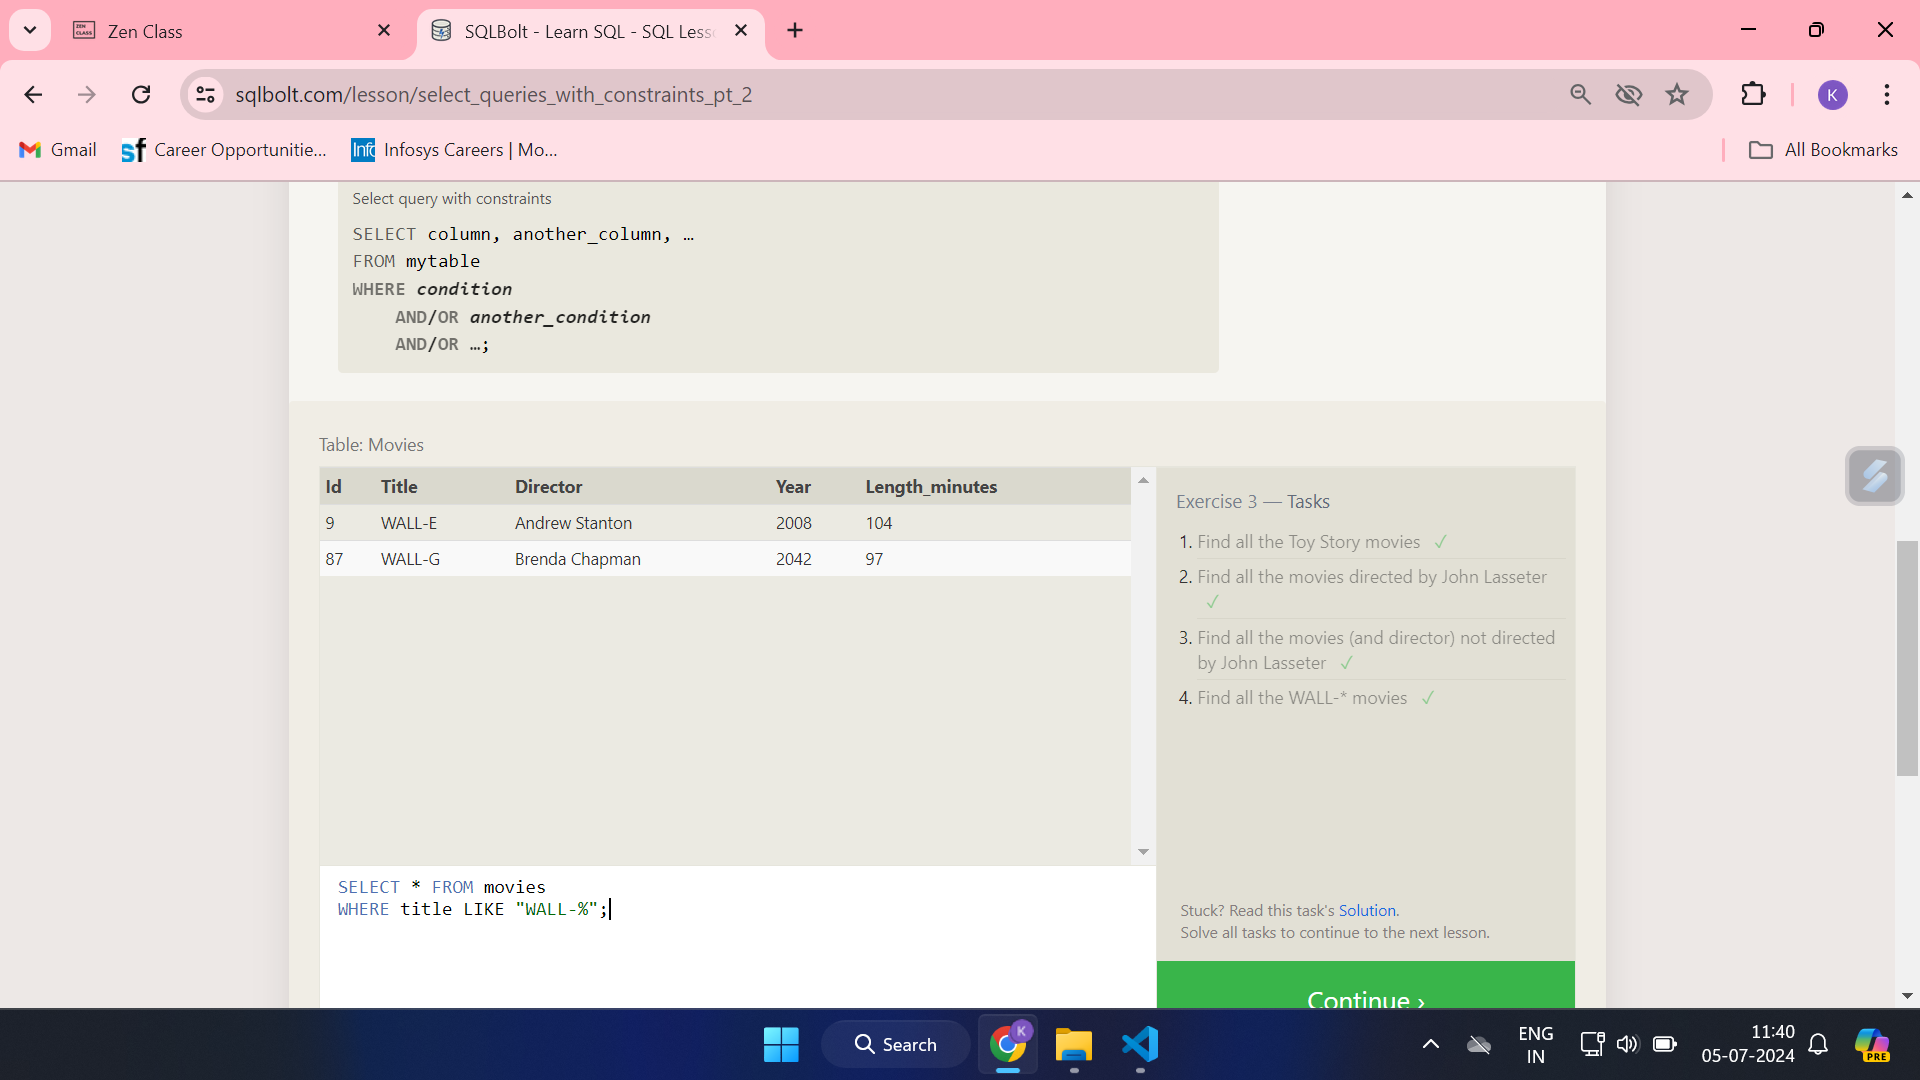 Zen Class
SQLBolt - Learn SQL - SQL Less
sqlbolt.com/lesson/select_queries_with_constraints_pt_2
K
Gmail
Career Opportunitie...
Infosys Careers | Mo...
All Bookmarks
Select query with constraints
SELECT column, another_column, …
FROM mytable
WHERE condition
AND/OR another_condition
AND/OR …;
Table: Movies
Id Title Director Year Length_minutes
9 WALL-E Andrew Stanton 2008 104
87 WALL-G Brenda Chapman 2042 97
Exercise 3 — Tasks
1. Find all the Toy Story movies ✓
2. Find all the movies directed by John Lasseter
✓
3. Find all the movies (and director) not directed
by John Lasseter ✓
4. Find all the WALL-* movies ✓
SELECT * FROM movies
WHERE title LIKE "WALL-%";
Stuck? Read this task's Solution.
Solve all tasks to continue to the next lesson.
Continue ›
Search
K
ENG
IN
11:40
05-07-2024
PRE